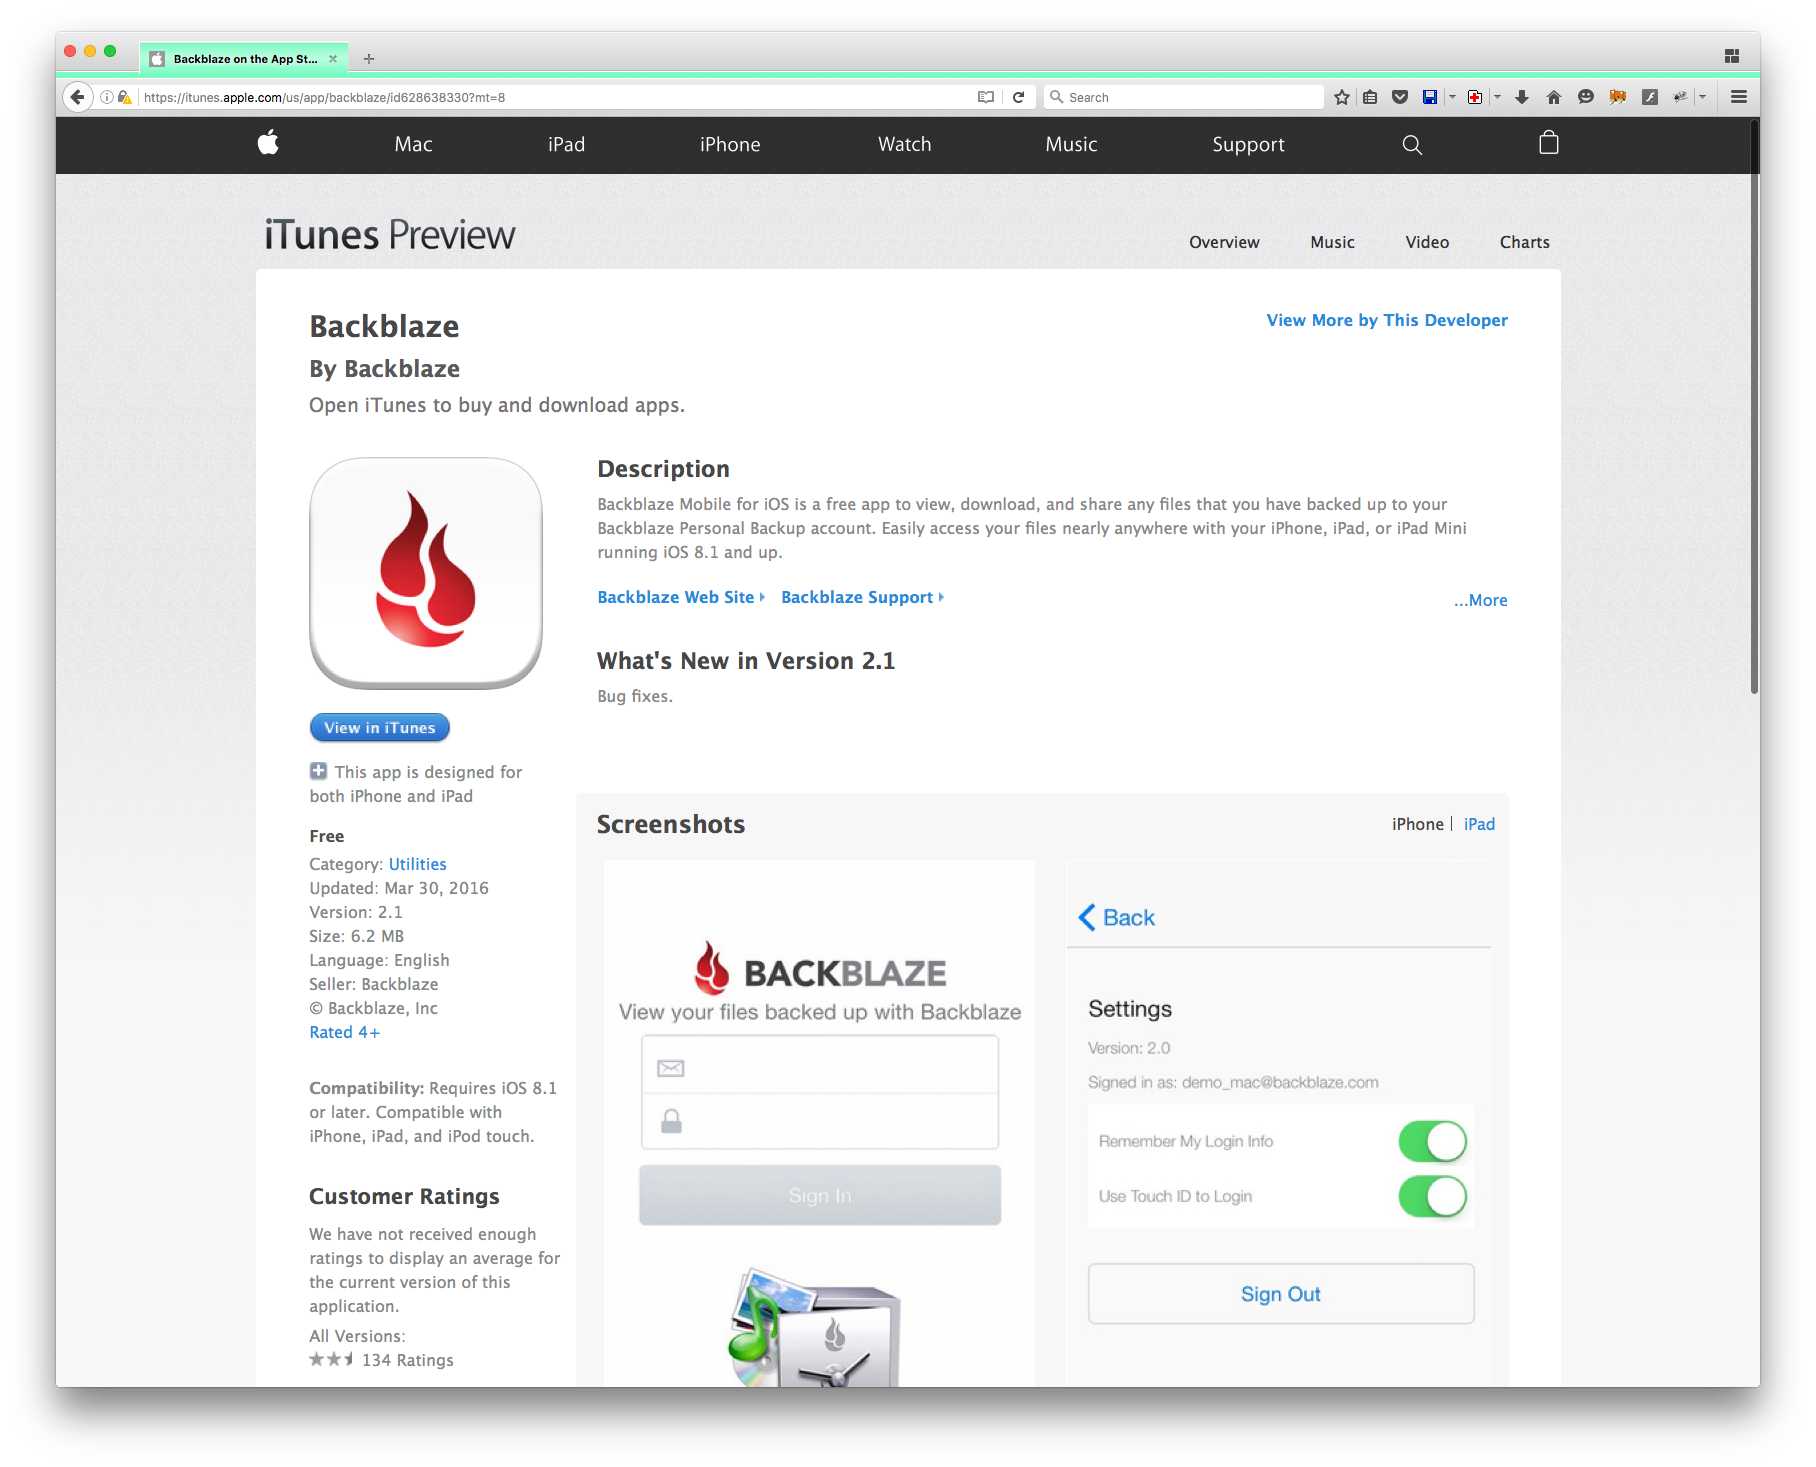 Backblaze on the App St...
https://itunes.apple.com/us/app/backblaze/id628638330?mt=8
Search
Mac
iPad
iPhone
Watch
Music
Support
iTunes Preview
Overview
Music
Video
Charts
Backblaze
View More by This Developer
By Backblaze
Open iTunes to buy and download apps.
Description
Backblaze Mobile for iOS is a free app to view, download, and share any files that you have backed up to your
Backblaze Personal Backup account. Easily access your files nearly anywhere with your iPhone, iPad, or iPad Mini
running iOS 8.1 and up.
Backblaze Web Site
Backblaze Support
...More
What's New in Version 2.1
Bug fixes.
View in iTunes
This app is designed for
both iPhone and iPad
Free
Category: Utilities
Updated: Mar 30, 2016
Version: 2.1
Size: 6.2 MB
Language: English
Seller: Backblaze
© Backblaze, Inc
Rated 4+
Compatibility: Requires iOS 8.1
or later. Compatible with
iPhone, iPad, and iPod touch.
Customer Ratings
We have not received enough
ratings to display an average for
the current version of this
application.
All Versions:
134 Ratings
Screenshots
iPhone | iPad
BACKBLAZE
View your files backed up with Backblaze
Sign In
Back
Settings
Version: 2.0
Signed in as: demo_mac@backblaze.com
Remember My Login Info
Use Touch ID to Login
Sign Out